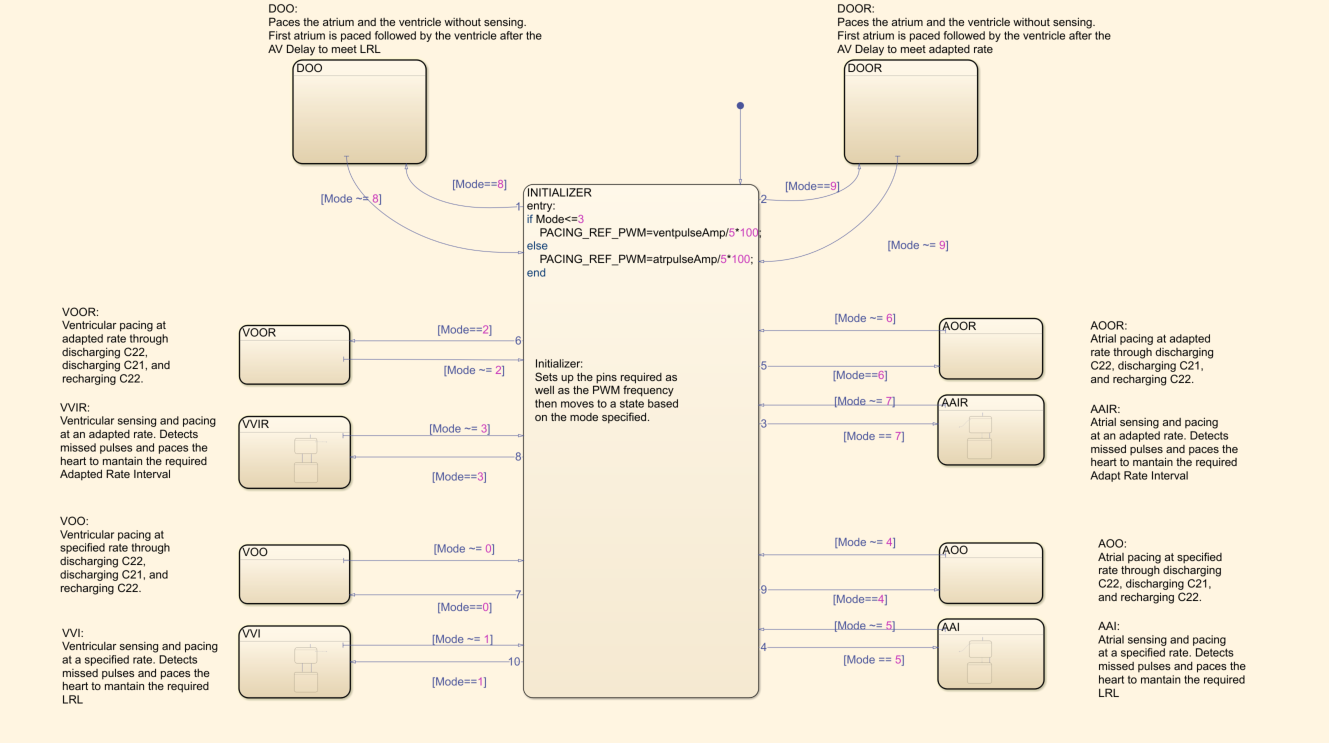 DOO:
Paces the atrium and the ventricle without sensing.
First atrium is paced followed by the ventricle after the
AV Delay to meet LRL
DOO
DOOR:
Paces the atrium and the ventricle without sensing.
First atrium is paced followed by the ventricle after the
AV Delay to meet adapted rate
DOOR
[Mode==8]
[Mode ~= 8]
[Mode==9]
[Mode ~= 9]
1
2
INITIALIZER
entry:
if Mode<=3
PACING_REF_PWM=ventpulseAmp/5*100;
else
PACING_REF_PWM=atrpulseAmp/5*100;
end
Initializer:
Sets up the pins required as
well as the PWM frequency
then moves to a state based
on the mode specified.
VOOR:
Ventricular pacing at
adapted rate through
discharging C22,
discharging C21, and
recharging C22.
VOOR
[Mode==2]
6
[Mode ~= 2]
VVIR:
Ventricular sensing and pacing
at an adapted rate. Detects
missed pulses and paces the
heart to mantain the required
Adapted Rate Interval
VVIR
[Mode ~= 3]
8
[Mode==3]
VOO:
Ventricular pacing at
specified rate through
discharging C22,
discharging C21, and
recharging C22.
VOO
[Mode ~= 0]
7
[Mode==0]
VVI:
Ventricular sensing and pacing
at a specified rate. Detects
missed pulses and paces the
heart to mantain the required
LRL
VVI
[Mode ~= 1]
10
[Mode==1]
[Mode ~= 6]
AOOR
5
[Mode==6]
AOOR:
Atrial pacing at adapted
rate through discharging
C22, discharging C21,
and recharging C22.
[Mode ~= 7]
AAIR
3
[Mode == 7]
AAIR:
Atrial sensing and pacing
at an adapted rate. Detects
missed pulses and paces the
heart to mantain the required
Adapt Rate Interval
[Mode ~= 4]
AOO
9
[Mode==4]
AOO:
Atrial pacing at specified
rate through discharging
C22, discharging C21,
and recharging C22.
[Mode ~= 5]
AAI
4
[Mode == 5]
AAI:
Atrial sensing and pacing
at a specified rate. Detects
missed pulses and paces the
heart to mantain the required
LRL